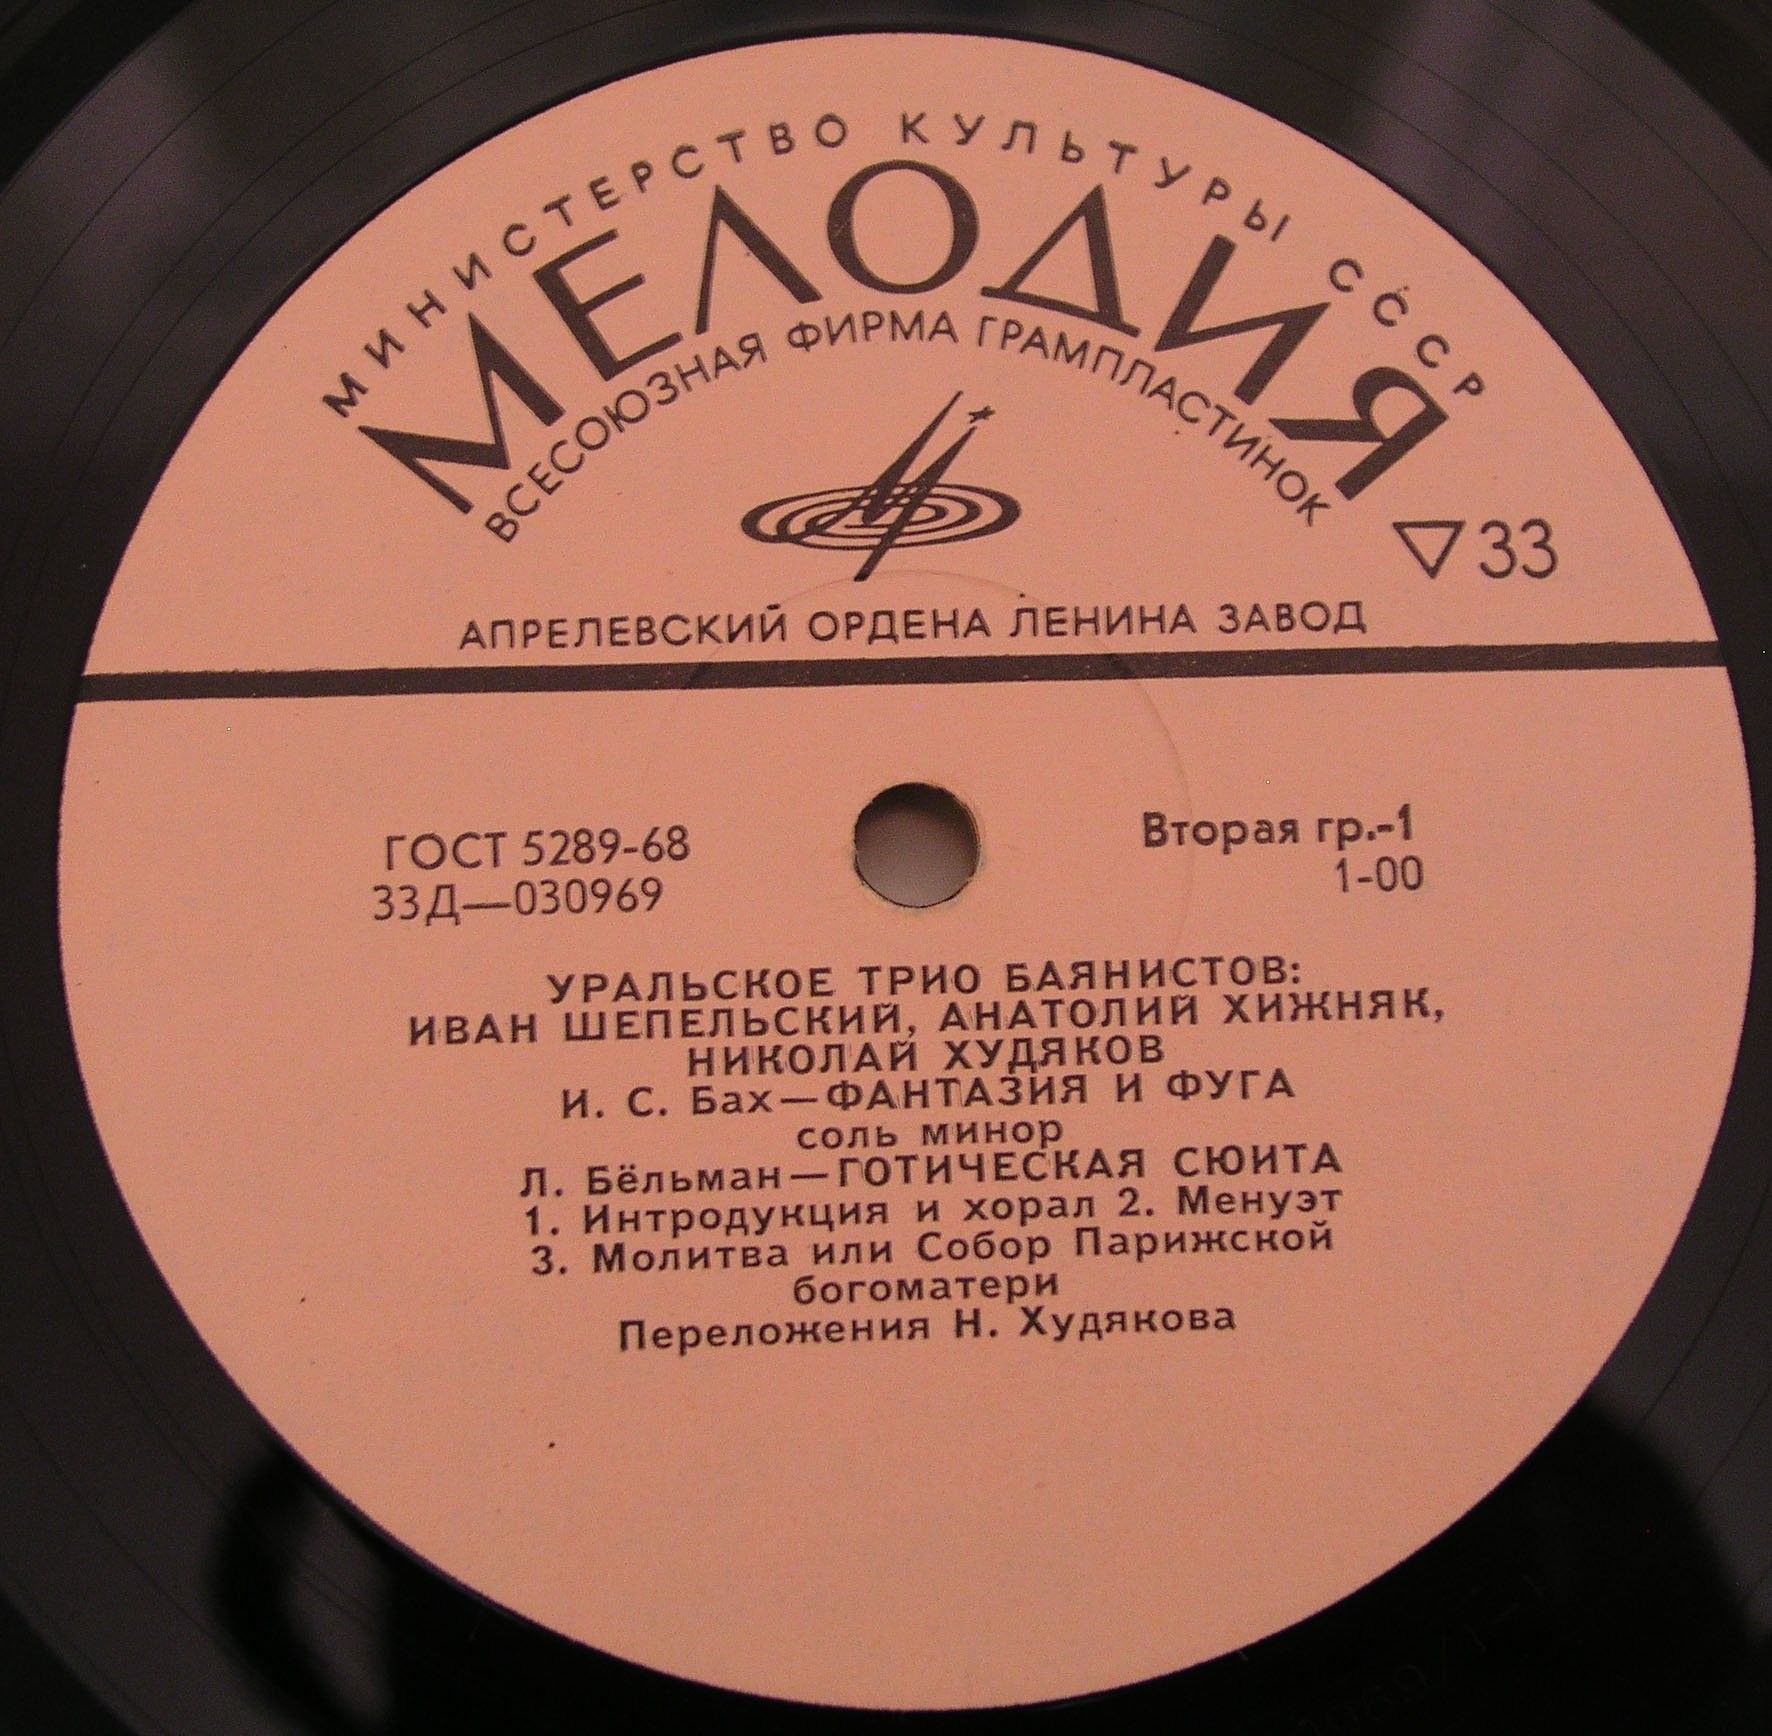 МИНИСТЕРСТВО КУЛЬТУРЫ СССР
МЕЛОДИЯ
ВСЕСОЮЗНАЯ ФИРМА ГРАМПЛАСТИНОК
33
АПРЕЛЕВСКИЙ ОРДЕНА ЛЕНИНА ЗАВОД
ГОСТ 5289-68
Вторая гр.-1
33Д—030969
1-00
УРАЛЬСКОЕ ТРИО БАЯНИСТОВ:
ИВАН ШЕПЕЛЬСКИЙ, АНАТОЛИЙ ХИЖНЯК,
НИКОЛАЙ ХУДЯКОВ
И. С. Бах—ФАНТАЗИЯ И ФУГА
соль минор
Л. Бёльман—ГОТИЧЕСКАЯ СЮИТА
1. Интродукция и хорал 2. Менуэт
3. Молитва или Собор Парижской
богоматери
Переложения Н. Худякова